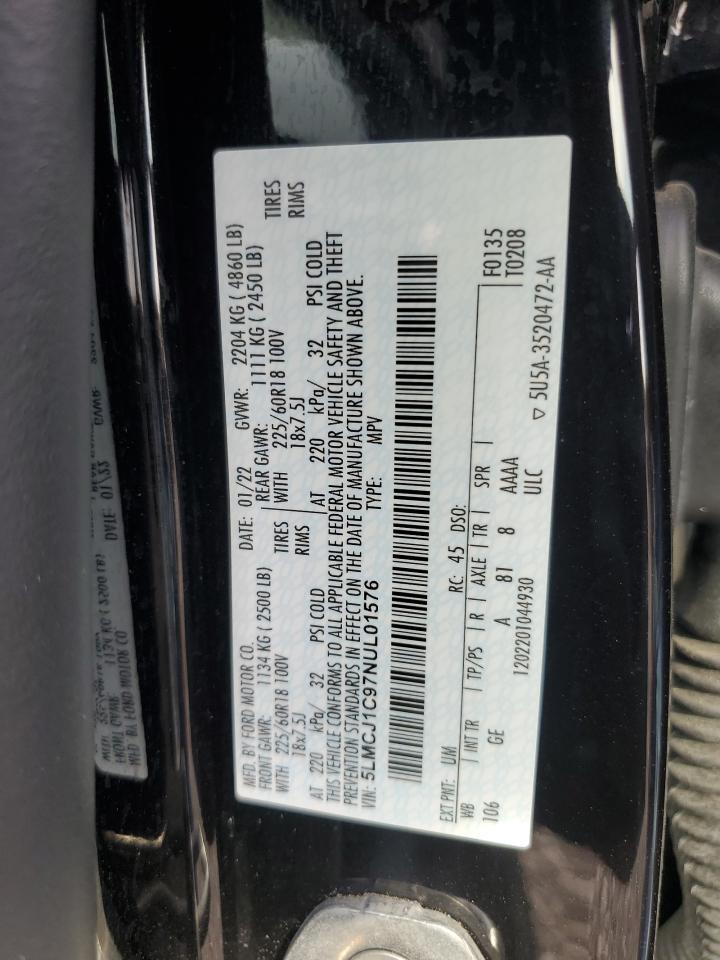 MFD. BY FORD MOTOR CO. DATE: 01/22 GVWR: 2204 KG ( 4860 LB)
FRONT GAWR: 1134 KG ( 2500 LB) REAR GAWR: 1111 KG ( 2450 LB)
WITH 225/60R18 100V TIRES WITH 225/60R18 100V TIRES
18x7.5J RIMS 18x7.5J RIMS
AT 220 kPa/ 32 PSI COLD AT 220 kPa/ 32 PSI COLD
THIS VEHICLE CONFORMS TO ALL APPLICABLE FEDERAL MOTOR VEHICLE SAFETY AND THEFT
PREVENTION STANDARDS IN EFFECT ON THE DATE OF MANUFACTURE SHOWN ABOVE.
VIN: 5LMCJ1C97NUL01576 TYPE: MPV
EXT PNT: UM RC: 45 DSO:
WB INT TR TP/PS R AXLE TR SPR
106 GE A 81 8 AAAA
ULC
F0135
T0208
1202201044930
5U5A-3520472-AA